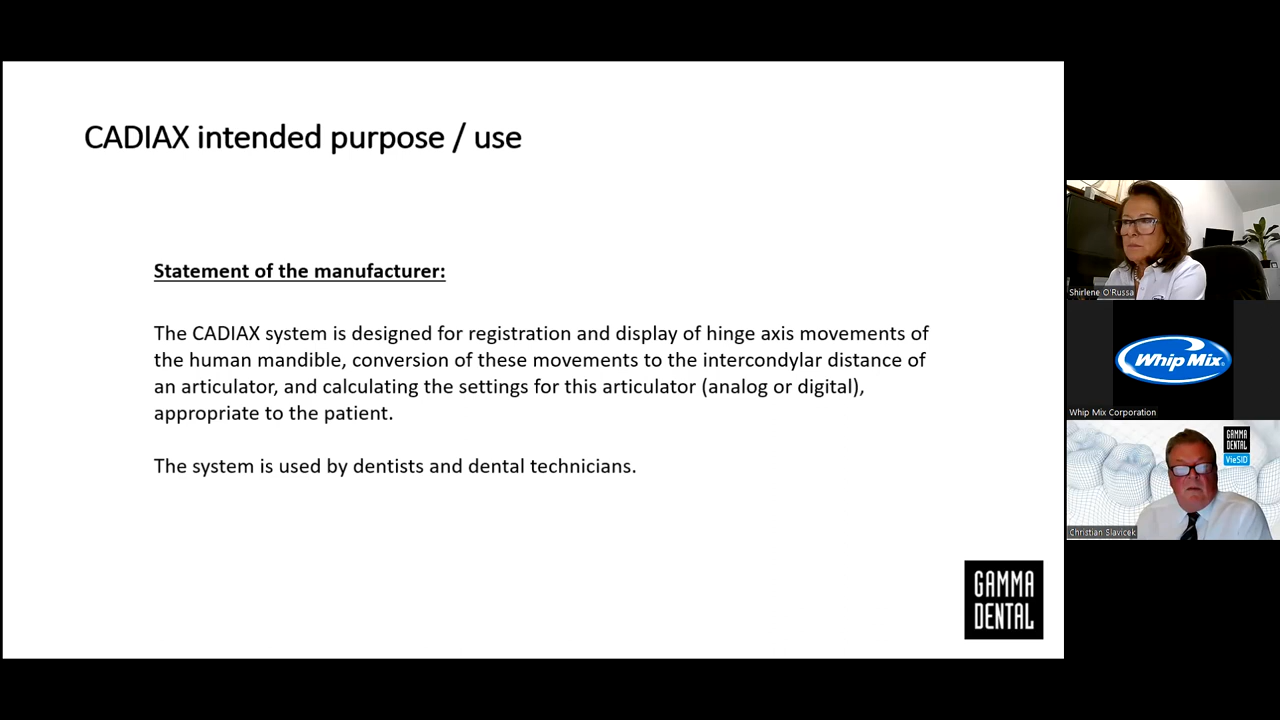 CADIAX intended purpose / use
Statement of the manufacturer:
The CADIAX system is designed for registration and display of hinge axis movements of
the human mandible, conversion of these movements to the intercondylar distance of
an articulator, and calculating the settings for this articulator (analog or digital),
appropriate to the patient.
The system is used by dentists and dental technicians.
GAMMA
DENTAL
Shirlene O'Russa
Whip Mix
Whip Mix Corporation
GAMMA
DENTAL
VieSID
Christian Slavicek